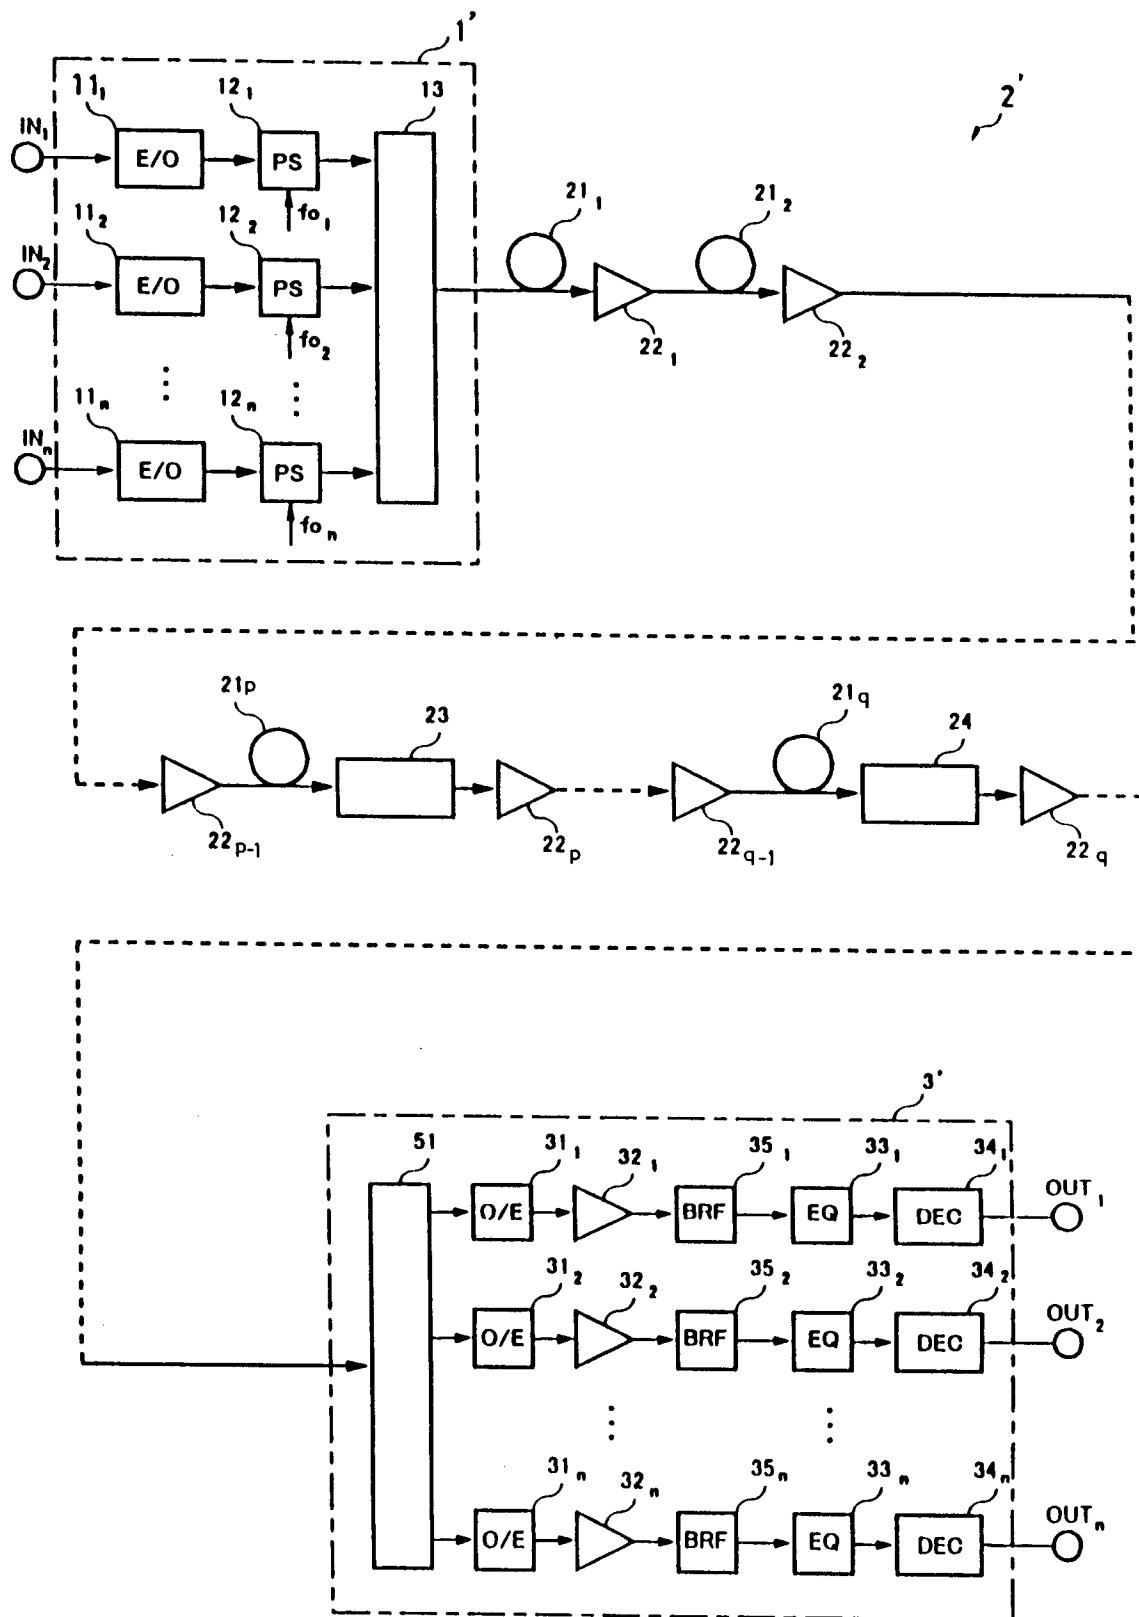 1'
2'
11₁ 12₁ 13
IN₁ E/O PS
fo₁
11₂ 12₂
IN₂ E/O PS
fo₂
11ₙ 12ₙ
INₙ E/O PS
foₙ
21₁ 21₂
22₁ 22₂
21p 23 21q 24
22p-1 22p 22q-1 22q
3'
51 31₁ 32₁ 35₁ 33₁ 34₁
O/E BRF EQ DEC OUT₁
31₂ 32₂ 35₂ 33₂ 34₂
O/E BRF EQ DEC OUT₂
31ₙ 32ₙ 35ₙ 33ₙ 34ₙ
O/E BRF EQ DEC OUTₙ